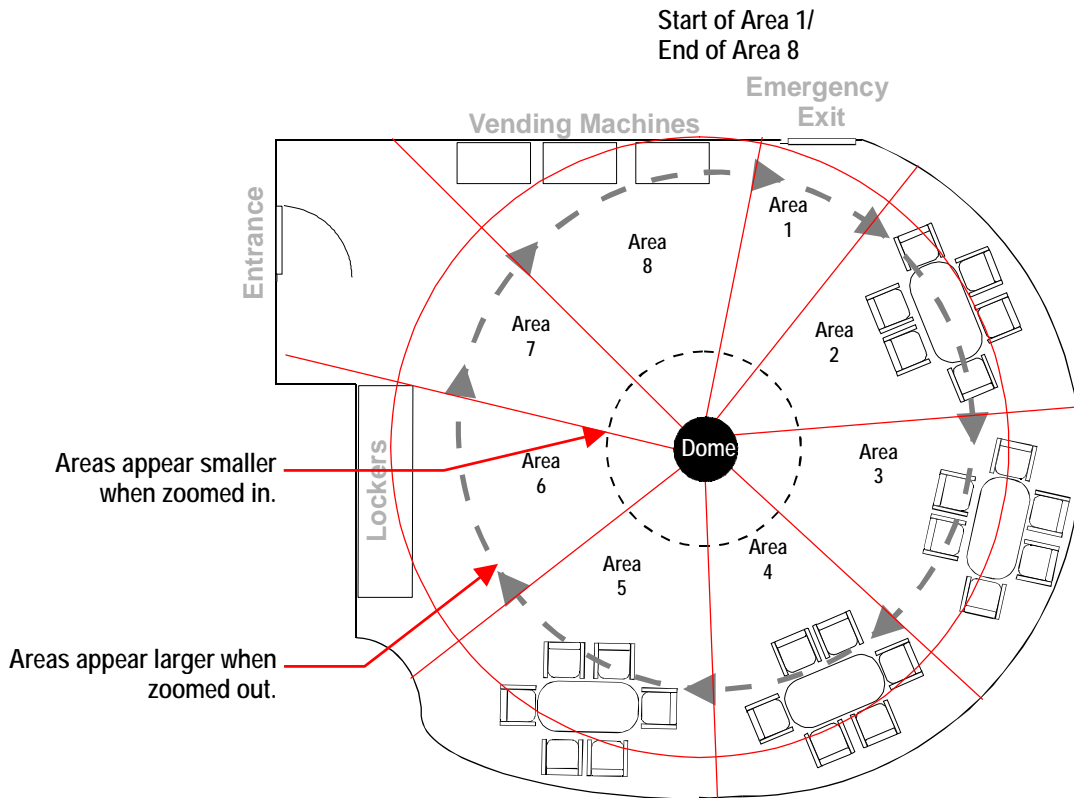 Start of Area 1/
End of Area 8
Emergency
Exit
Vending Machines
Entrance
Area
1
Area
8
Area
7
Area
2
Dome
Area
3
Areas appear smaller
when zoomed in.
Area
6
Lockers
Area
4
Area
5
Areas appear larger when
zoomed out.